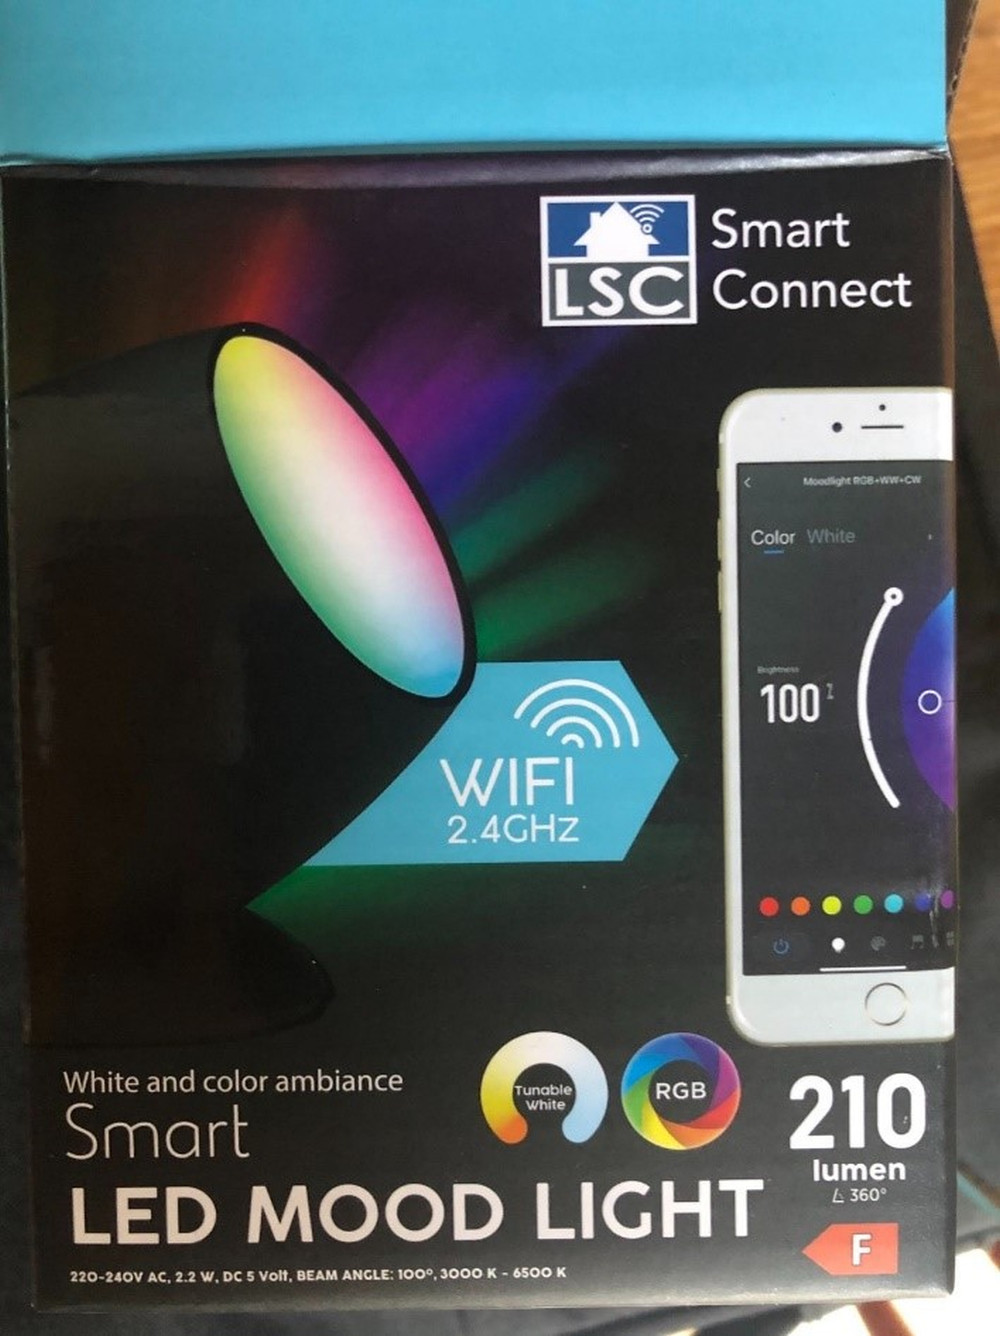 LSC
Smart
Connect
Moodlight RGB+WW+CW
Color White
Brightness
100 %
WIFI
2.4GHz
White and color ambiance
Smart
LED MOOD LIGHT
Tunable
White
RGB
210
lumen
360°
F
220-240V AC, 2.2 W, DC 5 Volt, BEAM ANGLE: 100°, 3000 K - 6500 K